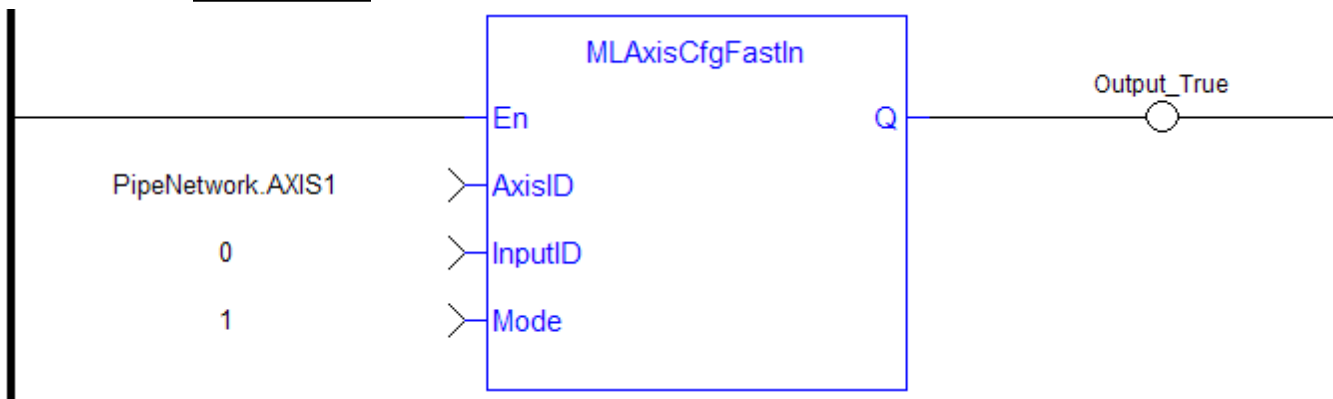 MLAxisCfgFastIn
Output_True
En
Q
PipeNetwork.AXIS1
AxisID
0
InputID
1
Mode